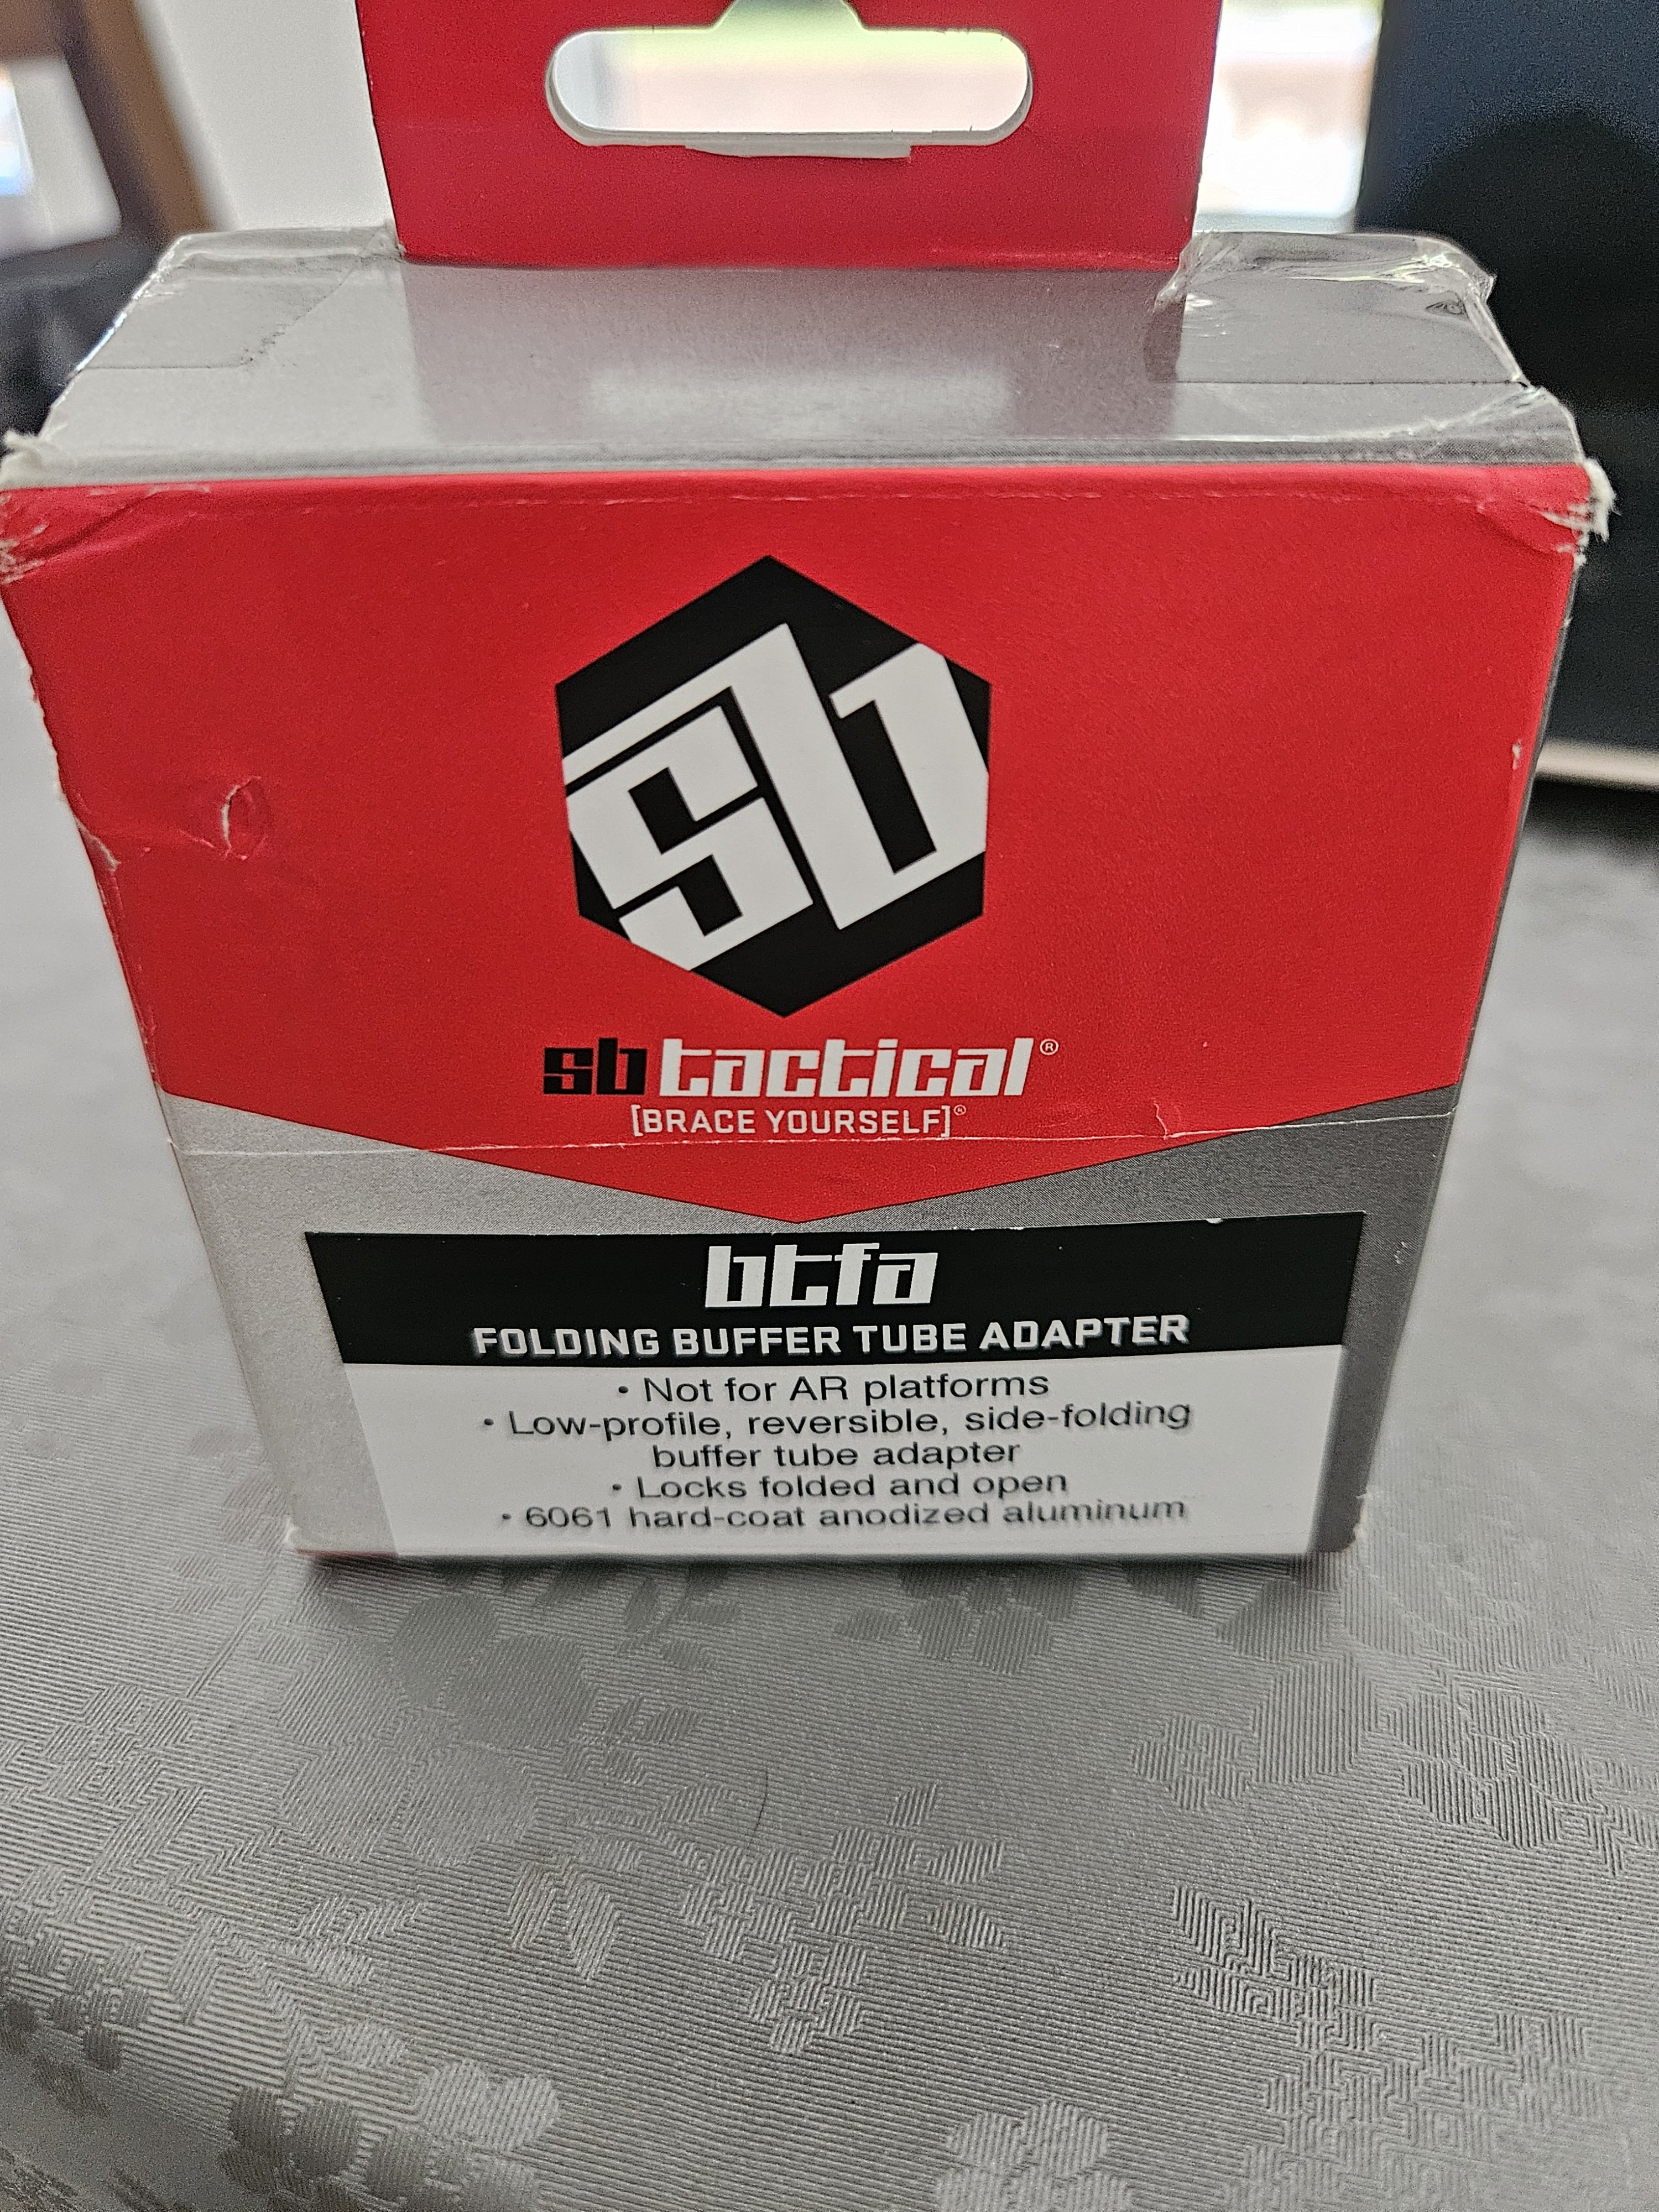 sb
sb tactical®
[BRACE YOURSELF]®
btfa
FOLDING BUFFER TUBE ADAPTER
• Not for AR platforms
• Low-profile, reversible, side-folding
buffer tube adapter
• Locks folded and open
• 6061 hard-coat anodized aluminum